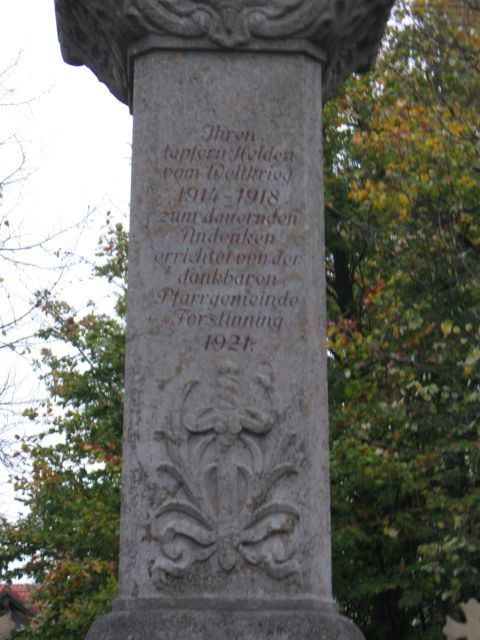 Ihren
tapfern Helden
vom Weltkrieg
1914-1918
zum dauernden
Andenken
errichtet von der
dankbaren
Pfarrgemeinde
Forstinning
1921.